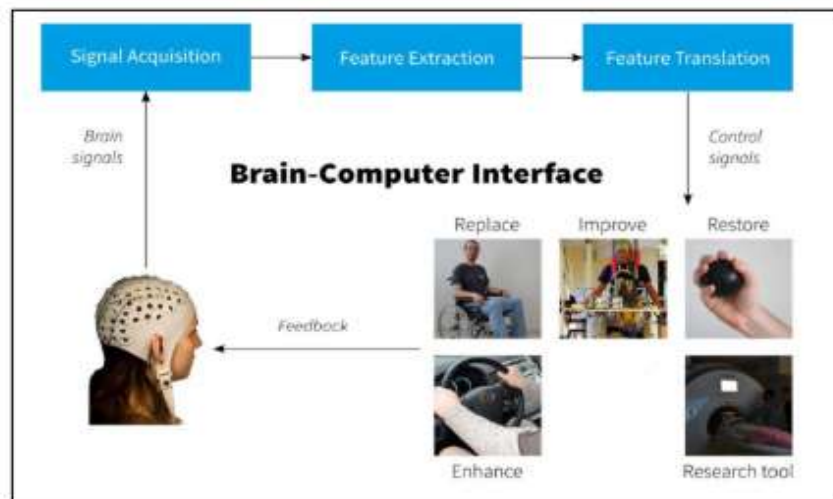 Signal Acquisition
Feature Extraction
Feature Translation
Brain
signals
Control
signals
Brain-Computer Interface
Replace
Improve
Restore
Feedback
Enhance
Research tool